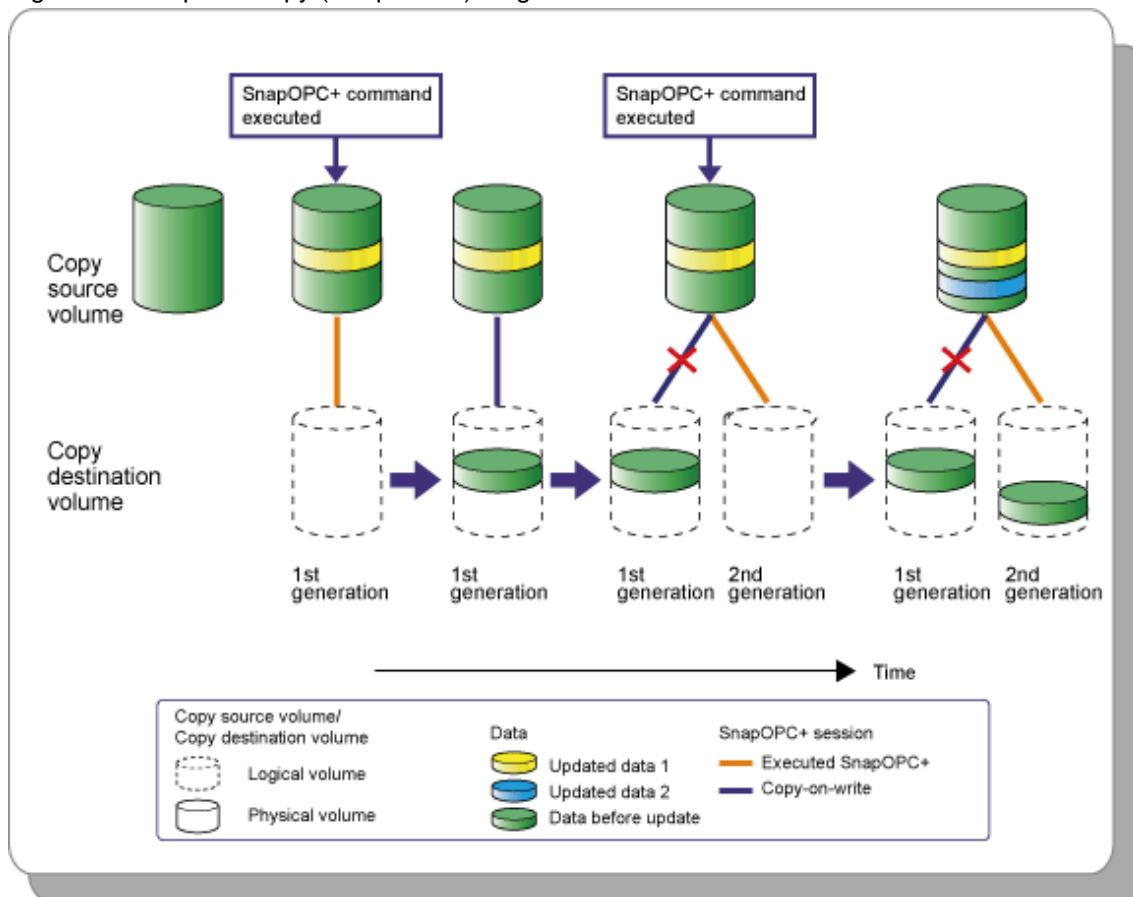 SnapOPC+ command
executed
SnapOPC+ command
executed
Copy
source
volume
Copy
destination
volume
1st
generation
1st
generation
1st
generation
2nd
generation
1st
generation
2nd
generation
Time
Copy source volume/
Copy destination volume
Logical volume
Physical volume
Data
Updated data 1
Updated data 2
Data before update
SnapOPC+ session
Executed SnapOPC+
Copy-on-write